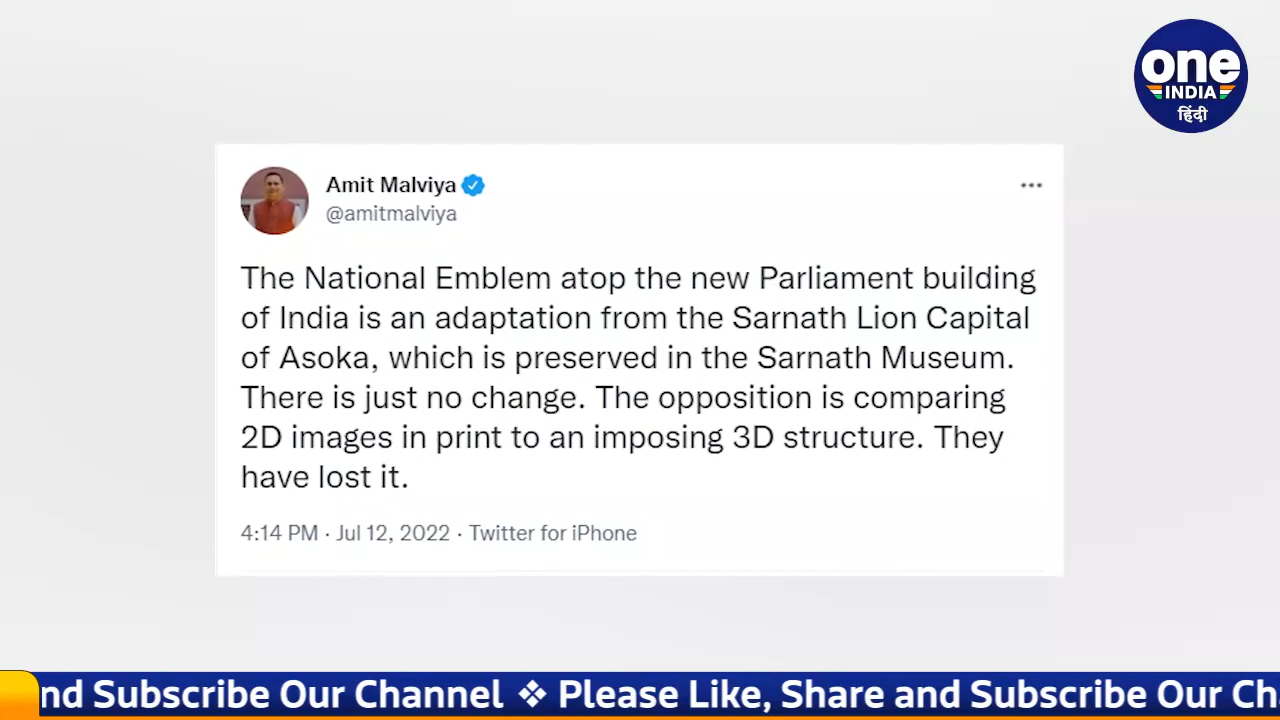 one
INDIA
हिंदी
Amit Malviya
@amitmalviya
The National Emblem atop the new Parliament building
of India is an adaptation from the Sarnath Lion Capital
of Asoka, which is preserved in the Sarnath Museum.
There is just no change. The opposition is comparing
2D images in print to an imposing 3D structure. They
have lost it.
4:14 PM · Jul 12, 2022 · Twitter for iPhone
nd Subscribe Our Channel ❖ Please Like, Share and Subscribe Our Ch